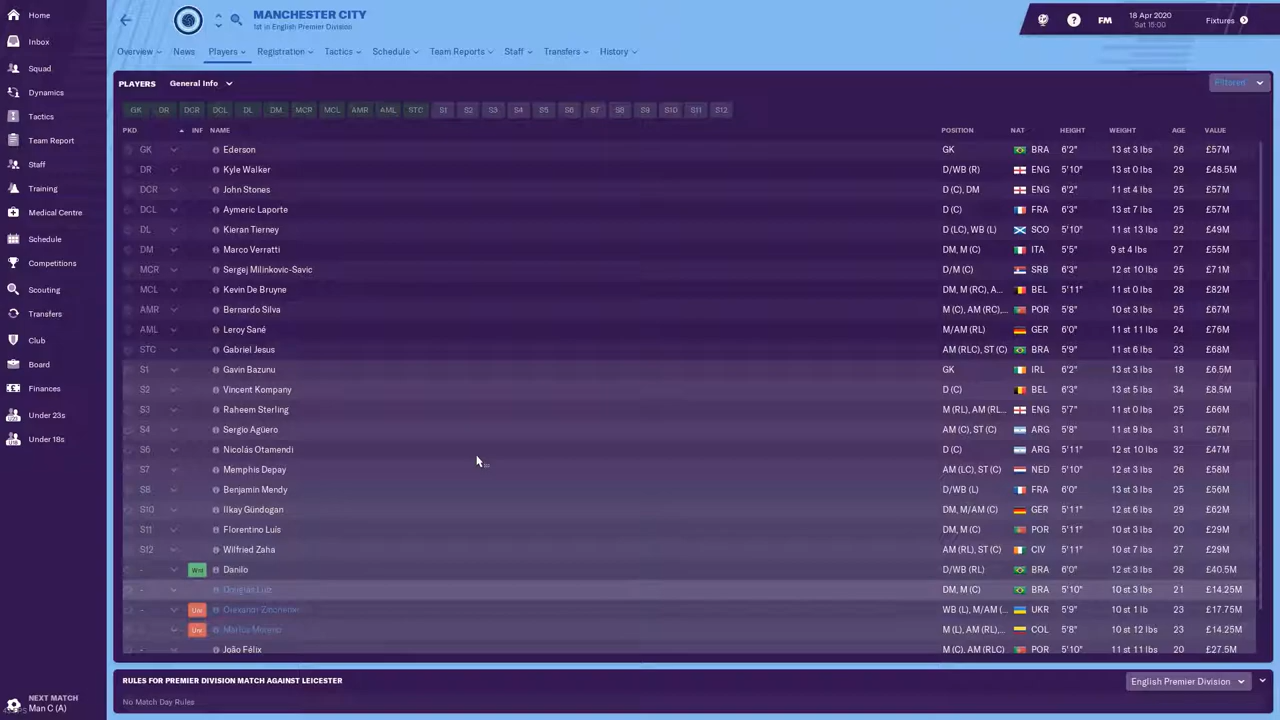 Home
Inbox
Squad
Dynamics
Tactics
Team Report
Staff
Training
Medical Centre
Schedule
Competitions
Scouting
Transfers
Club
Board
Finances
Under 23s
Under 18s
NEXT MATCH
Man C (A)
MANCHESTER CITY
1st in English Premier Division
FM
18 Apr 2020
Sat 15:00
Fixtures
Overview News Players Registration Tactics Schedule Team Reports Staff Transfers History
PLAYERS General Info Filtered
GK DR DCR DCL DL DM MCR MCL AMR AML STC S1 S2 S3 S4 S5 S6 S7 S8 S9 S10 S11 S12
PKD INF NAME POSITION NAT HEIGHT WEIGHT AGE VALUE
GK Ederson GK BRA 6'2" 13 st 3 lbs 26 £57M
DR Kyle Walker D/WB (R) ENG 5'10" 13 st 0 lbs 29 £48.5M
DCR John Stones D (C), DM ENG 6'2" 11 st 4 lbs 25 £57M
DCL Aymeric Laporte D (C) FRA 6'3" 13 st 7 lbs 25 £57M
DL Kieran Tierney D (LC), WB (L) SCO 5'10" 11 st 13 lbs 22 £49M
DM Marco Verratti DM, M (C) ITA 5'5" 9 st 4 lbs 27 £55M
MCR Sergej Milinkovic-Savic D/M (C) SRB 6'3" 12 st 10 lbs 25 £71M
MCL Kevin De Bruyne DM, M (RC), A... BEL 5'11" 11 st 0 lbs 28 £82M
AMR Bernardo Silva M (C), AM (RC),... POR 5'8" 10 st 3 lbs 25 £67M
AML Leroy Sané M/AM (RL) GER 6'0" 11 st 11 lbs 24 £76M
STC Gabriel Jesus AM (RLC), ST (C) BRA 5'9" 11 st 6 lbs 23 £68M
S1 Gavin Bazunu GK IRL 6'2" 13 st 3 lbs 18 £6.5M
S2 Vincent Kompany D (C) BEL 6'3" 13 st 5 lbs 34 £8.5M
S3 Raheem Sterling M (RL), AM (RL... ENG 5'7" 11 st 0 lbs 25 £66M
S4 Sergio Agüero AM (C), ST (C) ARG 5'8" 11 st 9 lbs 31 £67M
S6 Nicolás Otamendi D (C) ARG 5'11" 12 st 10 lbs 32 £47M
S7 Memphis Depay AM (LC), ST (C) NED 5'10" 12 st 3 lbs 26 £58M
S8 Benjamin Mendy D/WB (L) FRA 6'0" 13 st 3 lbs 25 £56M
S10 Ilkay Gündogan DM, M/AM (C) GER 5'11" 12 st 6 lbs 29 £62M
S11 Florentino Luís DM, M (C) POR 5'11" 10 st 3 lbs 20 £29M
S12 Wilfried Zaha AM (RL), ST (C) CIV 5'11" 10 st 7 lbs 27 £29M
- Wnt Danilo D/WB (RL) BRA 6'0" 12 st 3 lbs 28 £40.5M
- Douglas Luiz DM, M (C) BRA 5'10" 10 st 3 lbs 21 £14.25M
- Unr Olexandr Zinchenko WB (L), M/AM (... UKR 5'9" 10 st 1 lb 23 £17.75M
- Unr Marlos Moreno M (L), AM (RL),... COL 5'8" 10 st 12 lbs 23 £14.25M
- João Félix M (C), AM (RLC) POR 5'10" 11 st 11 lbs 20 £27.5M
RULES FOR PREMIER DIVISION MATCH AGAINST LEICESTER English Premier Division
No Match Day Rules